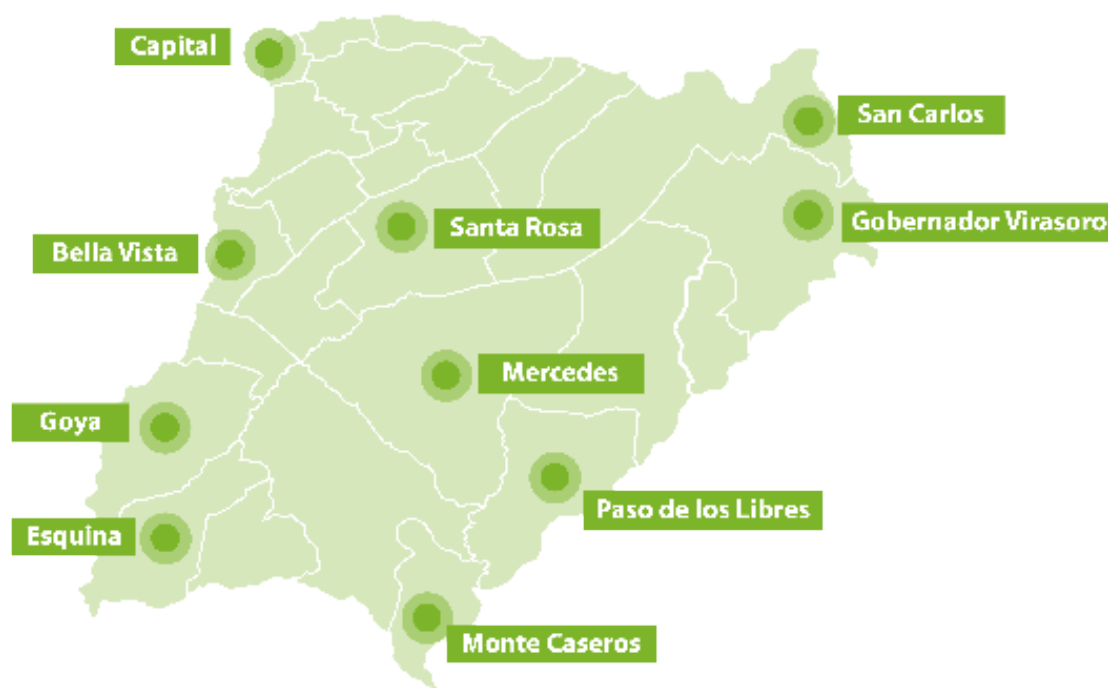 Capital
San Carlos
Santa Rosa
Gobernador Virasoro
Bella Vista
Mercedes
Goya
Paso de los Libres
Esquina
Monte Caseros